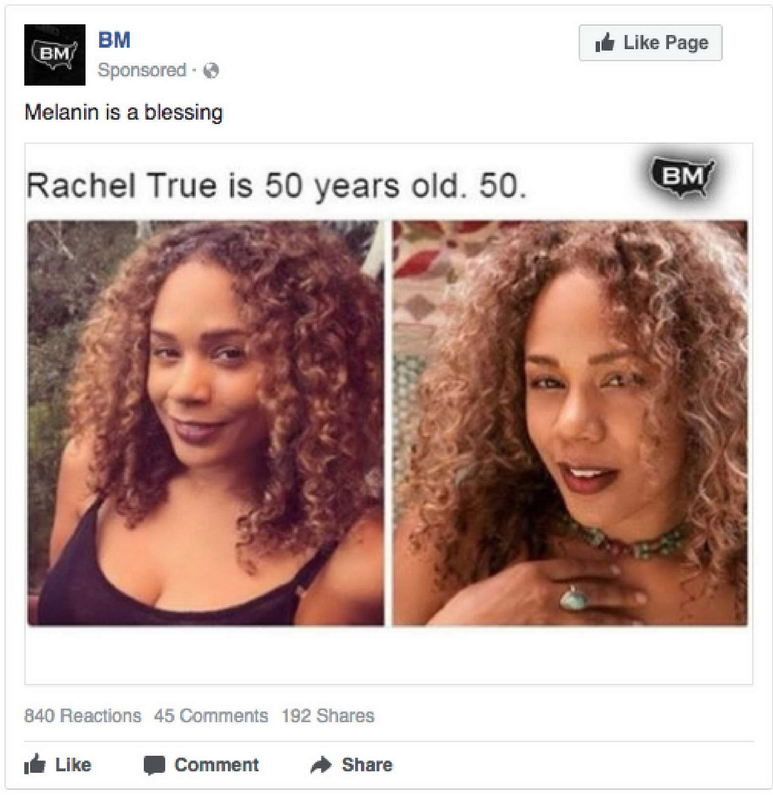 BM
BM
Sponsored ·
Like Page
Melanin is a blessing
Rachel True is 50 years old. 50.
BM
840 Reactions 45 Comments 192 Shares
Like Comment Share